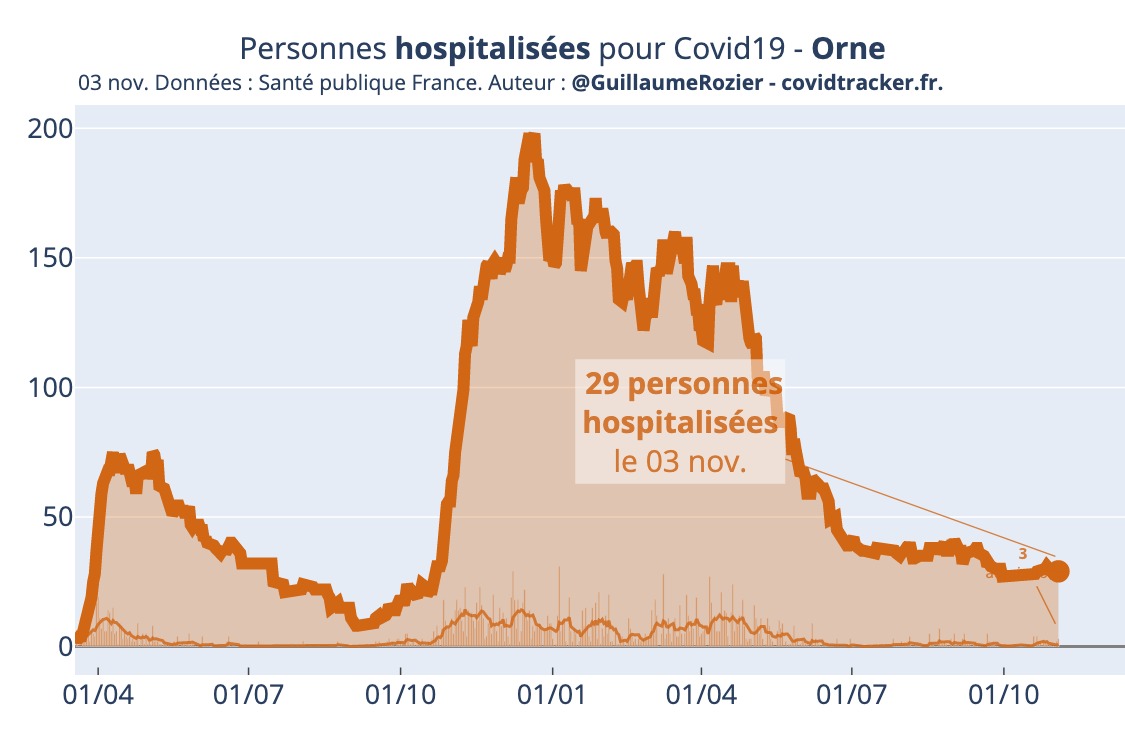 Personnes hospitalisées pour Covid19 - Orne
03 nov. Données : Santé publique France. Auteur : @GuillaumeRozier - covidtracker.fr.
200
150
100
50
0
29 personnes
hospitalisées
le 03 nov.
3
01/04 01/07 01/10 01/01 01/04 01/07 01/10